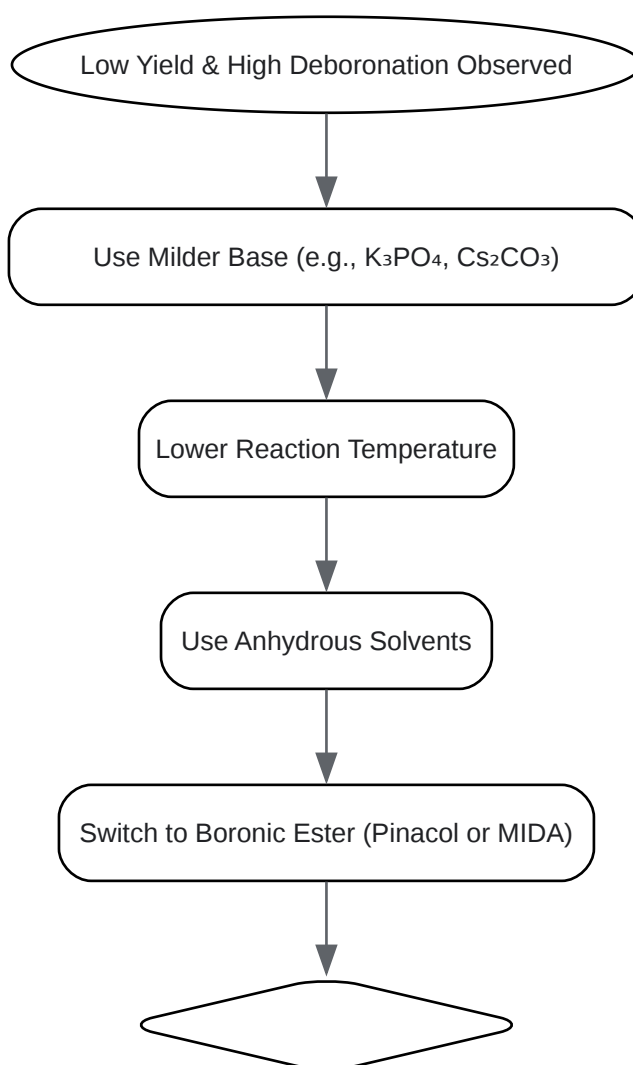 Low Yield & High Deboronation Observed
Use Milder Base (e.g., K₃PO₄, Cs₂CO₃)
Lower Reaction Temperature
Use Anhydrous Solvents
Switch to Boronic Ester (Pinacol or MIDA)